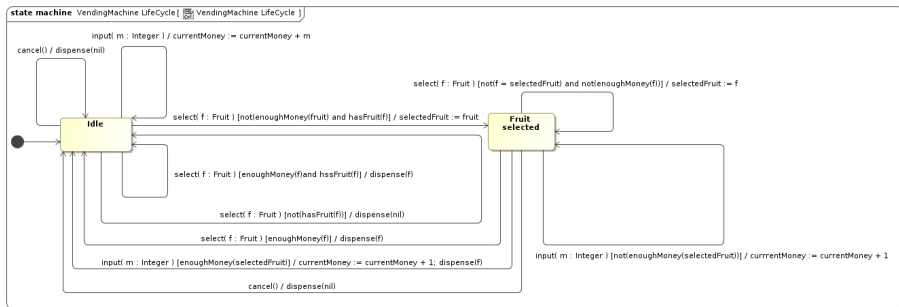 state machine VendingMachine LifeCycle [ VendingMachine LifeCycle ]
input( m : Integer ) / currentMoney := currentMoney + m
cancel() / dispense(nil)
select( f : Fruit ) [not(f = selectedFruit) and not(enoughMoney(f))] / selectedFruit := f
select( f : Fruit ) [not(enoughMoney(fruit) and hasFruit(f)] / selectedFruit := fruit
Idle
Fruit
selected
select( f : Fruit ) [enoughMoney(f)and hssFruit(f)] / dispense(f)
select( f : Fruit ) [not(hasFruit(f))] / dispense(nil)
select( f : Fruit ) [enoughMoney(f)] / dispense(f)
input( m : Integer ) [not(enoughMoney(selectedFruit))] / currrentMoney := currentMoney + 1
input( m : Integer ) [enoughMoney(selectedFruit)] / currrntMoney := currentMoney + 1; dispense(f)
cancel() / dispense(nil)